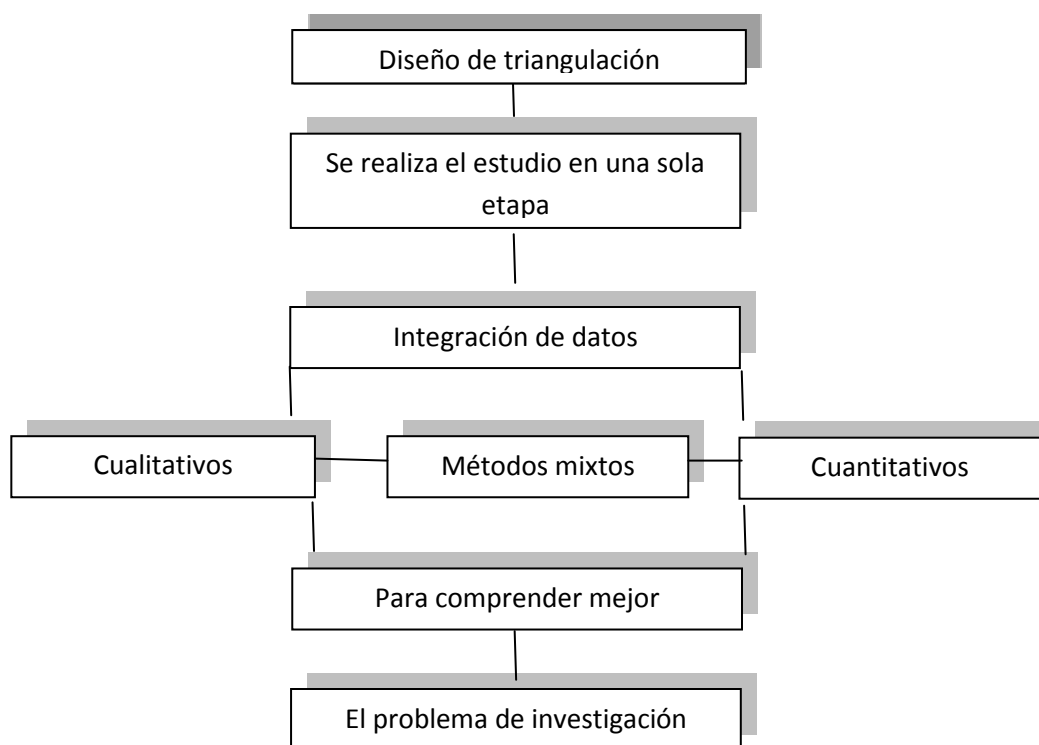 Diseño de triangulación
Se realiza el estudio en una sola
etapa
Integración de datos
Cualitativos
Métodos mixtos
Cuantitativos
Para comprender mejor
El problema de investigación